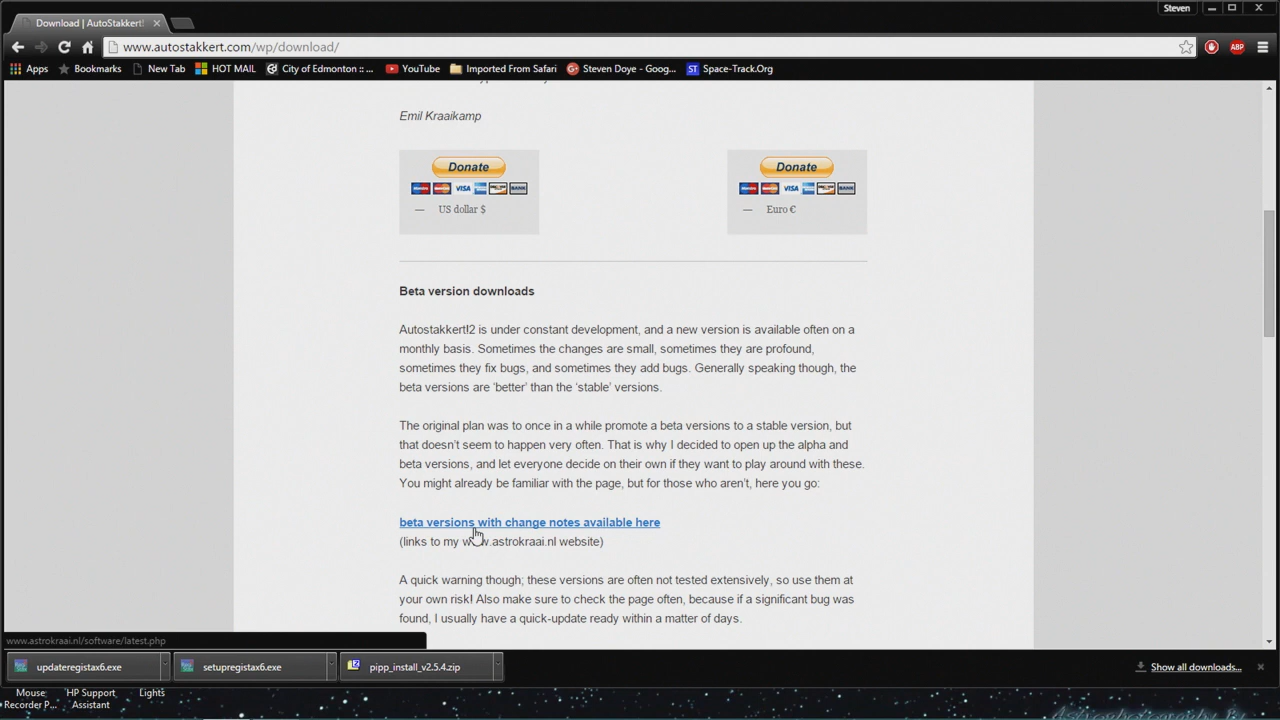 Steven
Download | AutoStakkert!
www.autostakkert.com/wp/download/
ABP
Apps Bookmarks New Tab HOT MAIL City of Edmonton :: ... YouTube Imported From Safari Steven Doye - Goog... ST Space-Track.Org
Emil Kraaikamp
Donate Donate
VISA BANK VISA BANK
— US dollar $ — Euro €
Beta version downloads
Autostakkert!2 is under constant development, and a new version is available often on a
monthly basis. Sometimes the changes are small, sometimes they are profound,
sometimes they fix bugs, and sometimes they add bugs. Generally speaking though, the
beta versions are ‘better’ than the ‘stable’ versions.
The original plan was to once in a while promote a beta versions to a stable version, but
that doesn’t seem to happen very often. That is why I decided to open up the alpha and
beta versions, and let everyone decide on their own if they want to play around with these.
You might already be familiar with the page, but for those who aren’t, here you go:
beta versions with change notes available here
(links to my www.astrokraai.nl website)
A quick warning though; these versions are often not tested extensively, so use them at
your own risk! Also make sure to check the page often, because if a significant bug was
found, I usually have a quick-update ready within a matter of days.
www.astrokraai.nl/software/latest.php
updateregistax6.exe setupregistax6.exe pipp_install_v2.5.4.zip Show all downloads...
Mouse HP Support Lights
Recorder P... Assistant